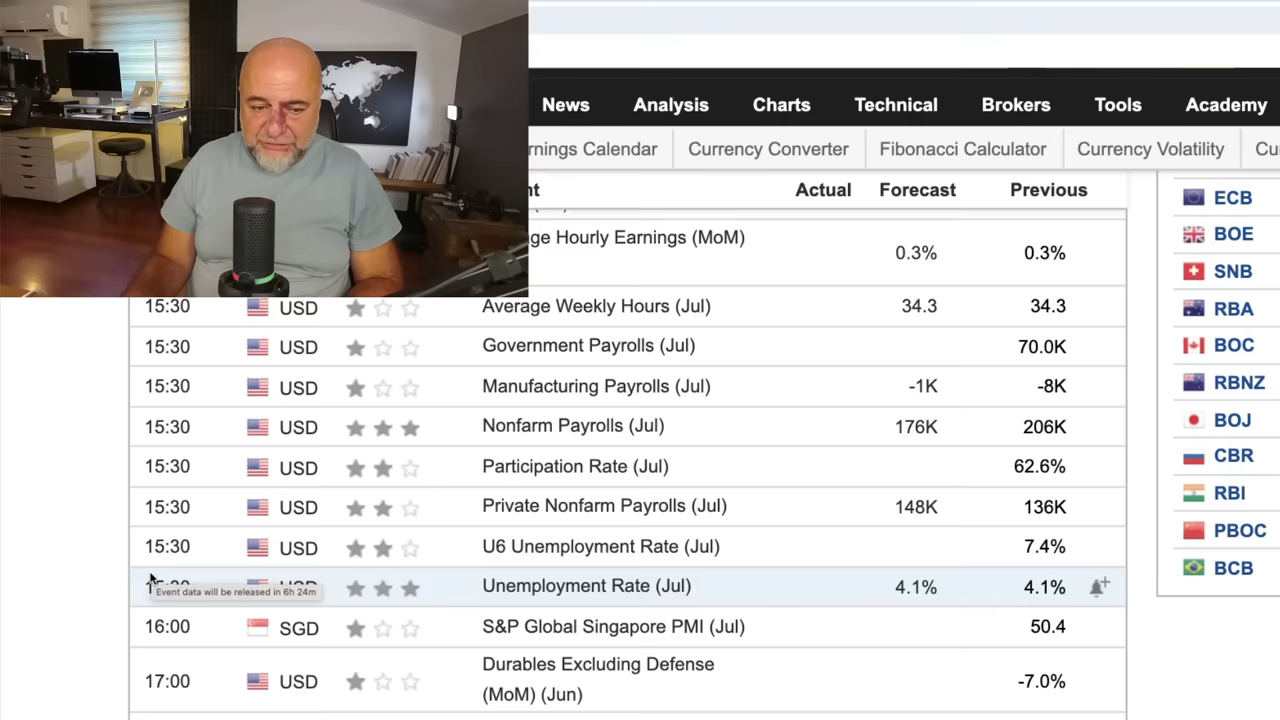 News Analysis Charts Technical Brokers Tools Academy
rnings Calendar Currency Converter Fibonacci Calculator Currency Volatility Cu
nt Actual Forecast Previous
ge Hourly Earnings (MoM) 0.3% 0.3%
15:30 USD Average Weekly Hours (Jul) 34.3 34.3
15:30 USD Government Payrolls (Jul) 70.0K
15:30 USD Manufacturing Payrolls (Jul) -1K -8K
15:30 USD Nonfarm Payrolls (Jul) 176K 206K
15:30 USD Participation Rate (Jul) 62.6%
15:30 USD Private Nonfarm Payrolls (Jul) 148K 136K
15:30 USD U6 Unemployment Rate (Jul) 7.4%
Unemployment Rate (Jul) 4.1% 4.1%
Event data will be released in 6h 24m
16:00 SGD S&P Global Singapore PMI (Jul) 50.4
17:00 USD Durables Excluding Defense
(MoM) (Jun) -7.0%
ECB
BOE
SNB
RBA
BOC
RBNZ
BOJ
CBR
RBI
PBOC
BCB